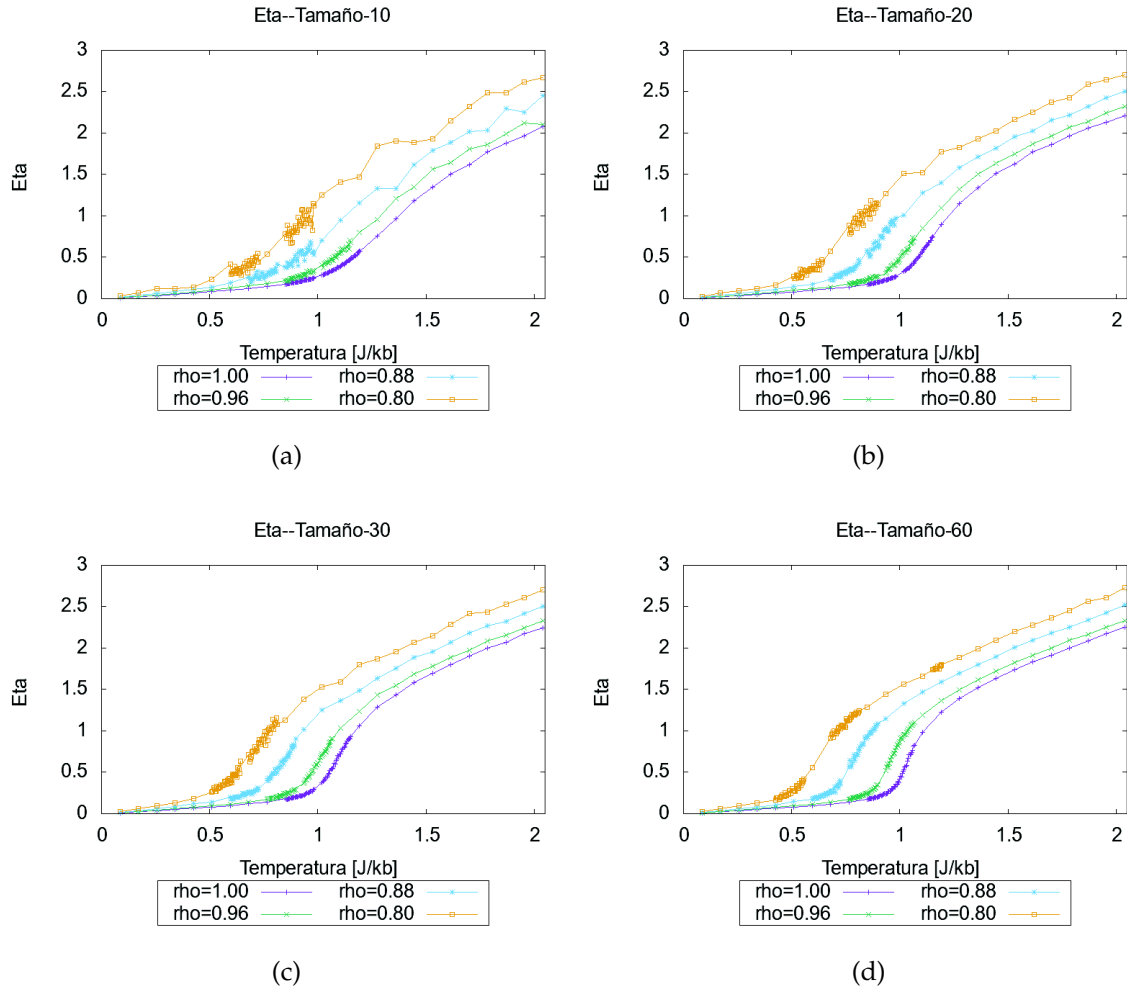 Eta--Tamaño-10
3
2.5
2
1.5
1
0.5
0
Eta
0 0.5 1 1.5 2
Temperatura [J/kb]
rho=1.00 rho=0.88
rho=0.96 rho=0.80
(a)
Eta--Tamaño-20
3
2.5
2
1.5
1
0.5
0
Eta
0 0.5 1 1.5 2
Temperatura [J/kb]
rho=1.00 rho=0.88
rho=0.96 rho=0.80
(b)
Eta--Tamaño-30
3
2.5
2
1.5
1
0.5
0
Eta
0 0.5 1 1.5 2
Temperatura [J/kb]
rho=1.00 rho=0.88
rho=0.96 rho=0.80
(c)
Eta--Tamaño-60
3
2.5
2
1.5
1
0.5
0
Eta
0 0.5 1 1.5 2
Temperatura [J/kb]
rho=1.00 rho=0.88
rho=0.96 rho=0.80
(d)